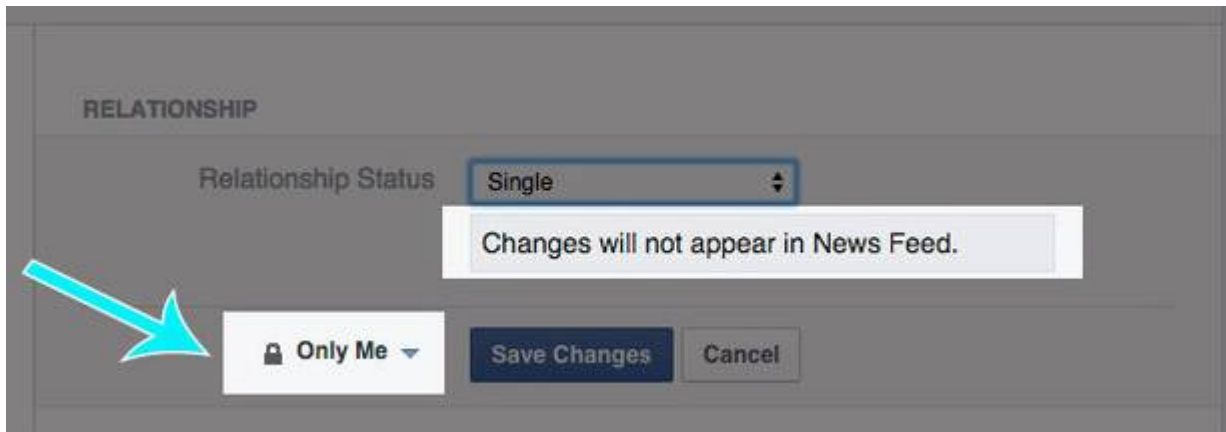 RELATIONSHIP
Relationship Status Single
Changes will not appear in News Feed.
Only Me Save Changes Cancel